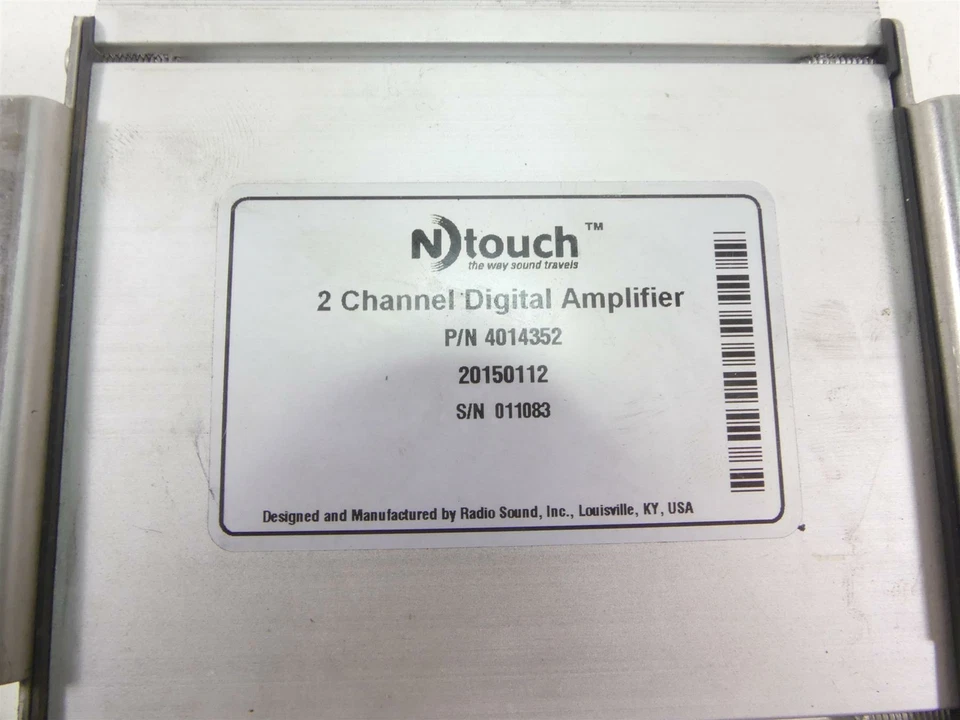 N)touch™
the way sound travels
2 Channel Digital Amplifier
P/N 4014352
20150112
S/N 011083
Designed and Manufactured by Radio Sound, Inc., Louisville, KY, USA